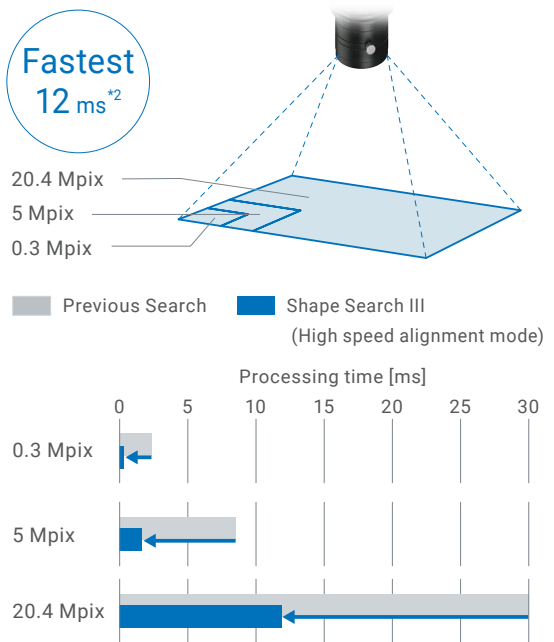 Fastest
12 ms*2
20.4 Mpix
5 Mpix
0.3 Mpix
Previous Search
Shape Search III
(High speed alignment mode)
Processing time [ms]
0 5 10 15 20 25 30
0.3 Mpix
5 Mpix
20.4 Mpix